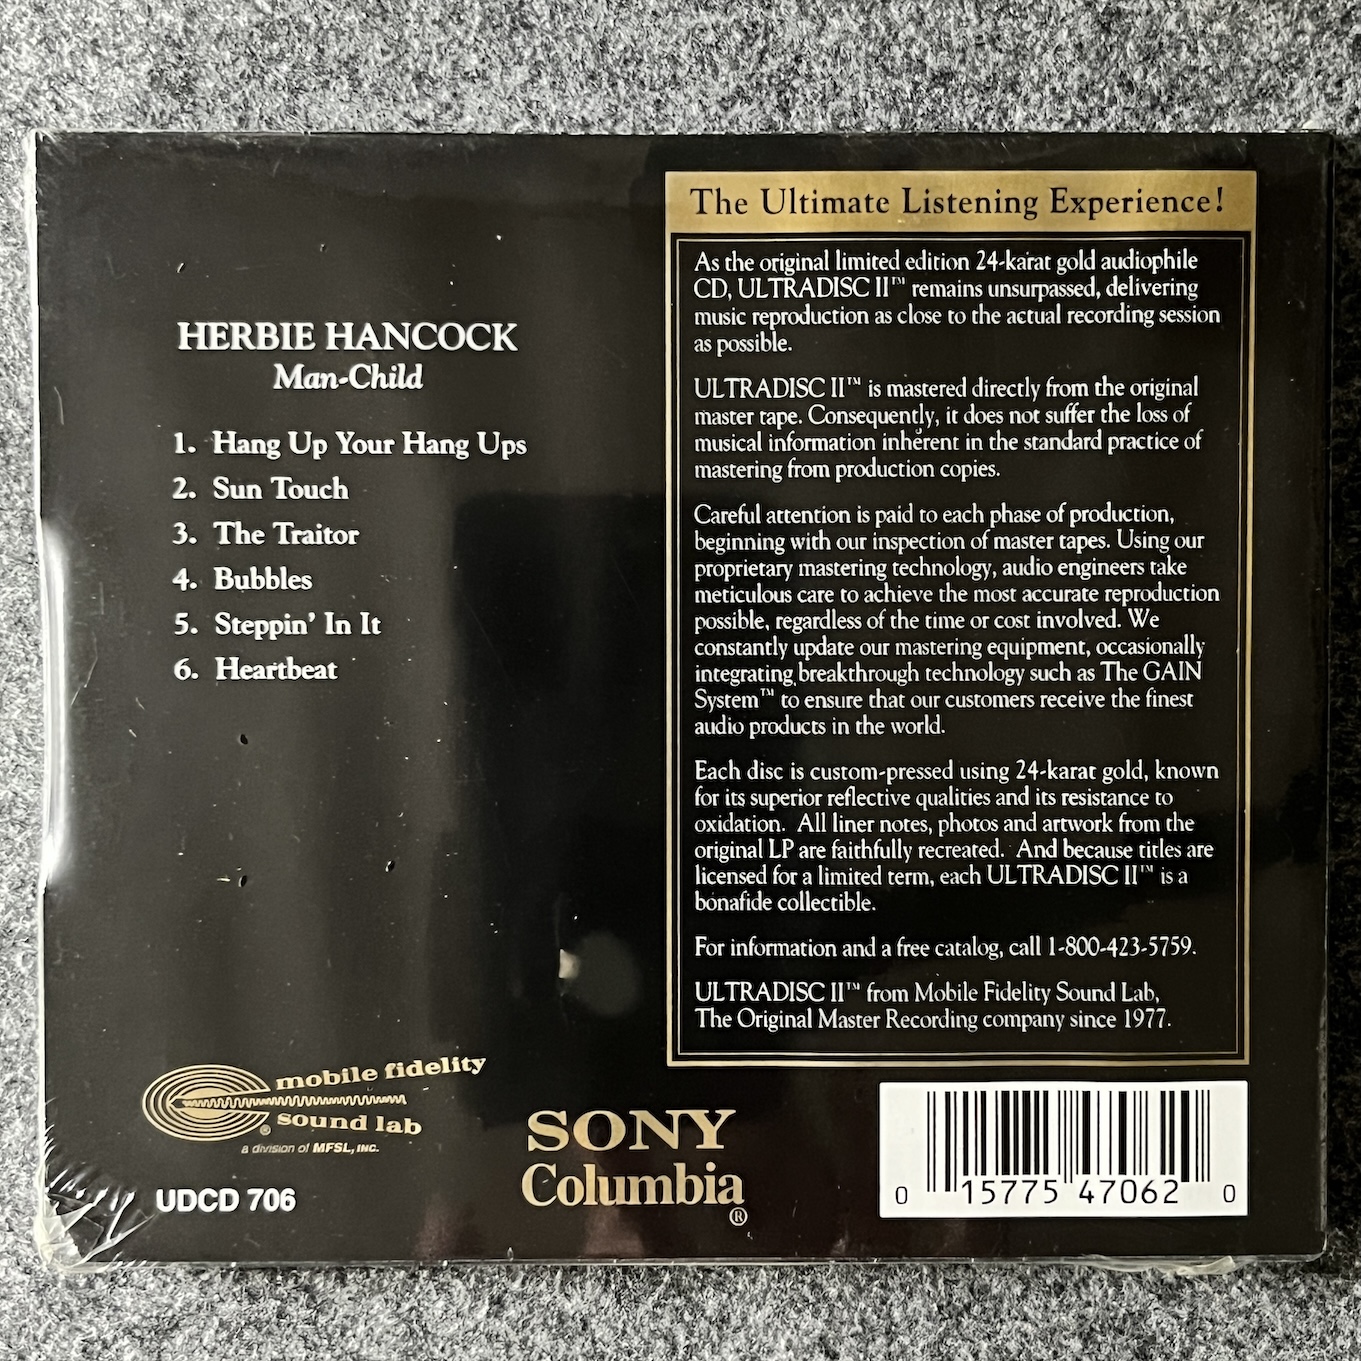 HERBIE HANCOCK
Man-Child
1. Hang Up Your Hang Ups
2. Sun Touch
3. The Traitor
4. Bubbles
5. Steppin' In It
6. Heartbeat
The Ultimate Listening Experience!
As the original limited edition 24-karat gold audiophile
CD, ULTRADISC II™ remains unsurpassed, delivering
music reproduction as close to the actual recording session
as possible.
ULTRADISC II™ is mastered directly from the original
master tape. Consequently, it does not suffer the loss of
musical information inherent in the standard practice of
mastering from production copies.
Careful attention is paid to each phase of production,
beginning with our inspection of master tapes. Using our
proprietary mastering technology, audio engineers take
meticulous care to achieve the most accurate reproduction
possible, regardless of the time or cost involved. We
constantly update our mastering equipment, occasionally
integrating breakthrough technology such as The GAIN
System™ to ensure that our customers receive the finest
audio products in the world.
Each disc is custom-pressed using 24-karat gold, known
for its superior reflective qualities and its resistance to
oxidation. All liner notes, photos and artwork from the
original LP are faithfully recreated. And because titles are
licensed for a limited term, each ULTRADISC II™ is a
bonafide collectible.
For information and a free catalog, call 1-800-423-5759.
ULTRADISC II™ from Mobile Fidelity Sound Lab,
The Original Master Recording company since 1977.
mobile fidelity
® sound lab
a division of MFSL, INC.
UDCD 706
SONY
Columbia®
0 15775 47062 0